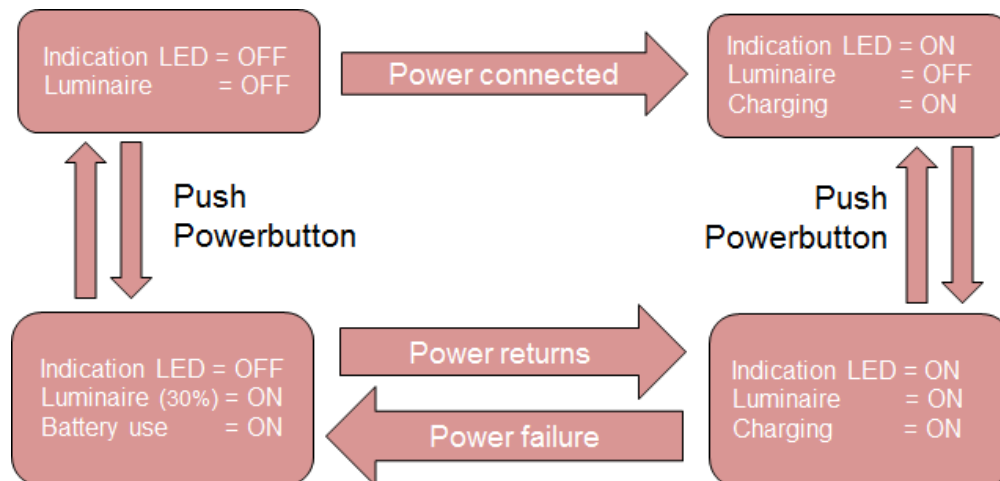 Indication LED = OFF
Luminaire = OFF
Power connected
Indication LED = ON
Luminaire = OFF
Charging = ON
Push
Powerbutton
Push
Powerbutton
Indication LED = OFF
Luminaire (30%) = ON
Battery use = ON
Power returns
Power failure
Indication LED = ON
Luminaire = ON
Charging = ON